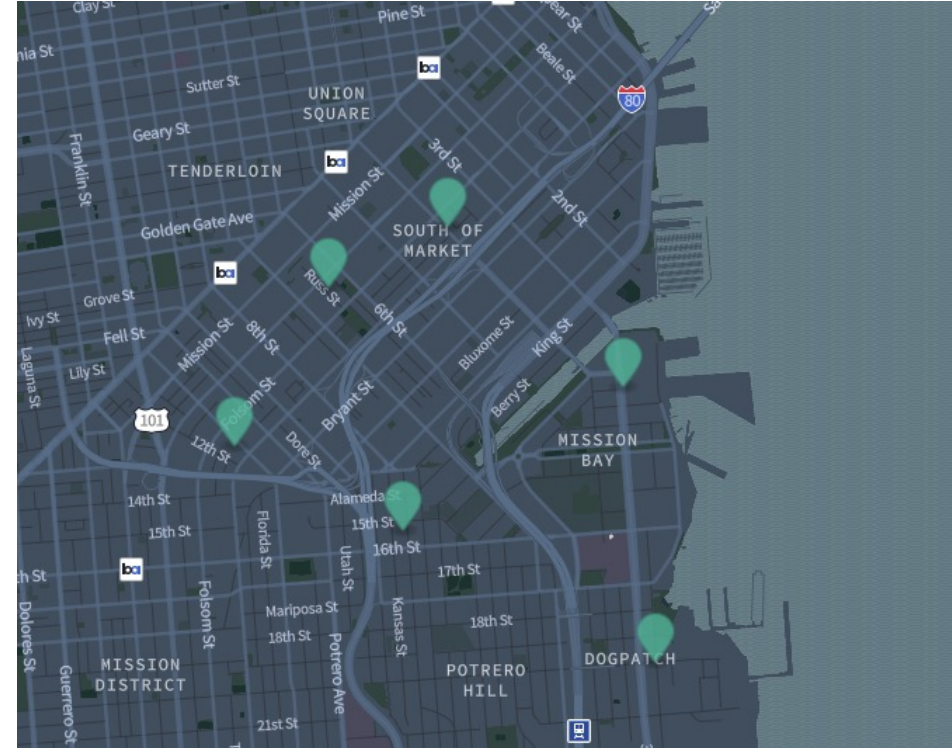 Clay St
Pine St
Beale St
Sutter St
UNION
SQUARE
80
Geary St
Franklin St
3rd St
TENDERLOIN
Mission St
2nd St
Golden Gate Ave
SOUTH OF
MARKET
ba
ba
ba
Russ St
Grove St
6th St
Ivy St
Fell St
Mission St
8th St
Bluxome St
King St
Laguna St
Lily St
Folsom St
Bryant St
Berry St
101
12th St
Dore St
MISSION
BAY
14th St
Alameda St
15th St
15th St
Florida St
16th St
Utah St
ba
17th St
Folsom St
Dolores St
Mariposa St
Kansas St
18th St
18th St
Potrero Ave
DOGPATCH
MISSION
DISTRICT
POTRERO
HILL
Guerrero St
21st St